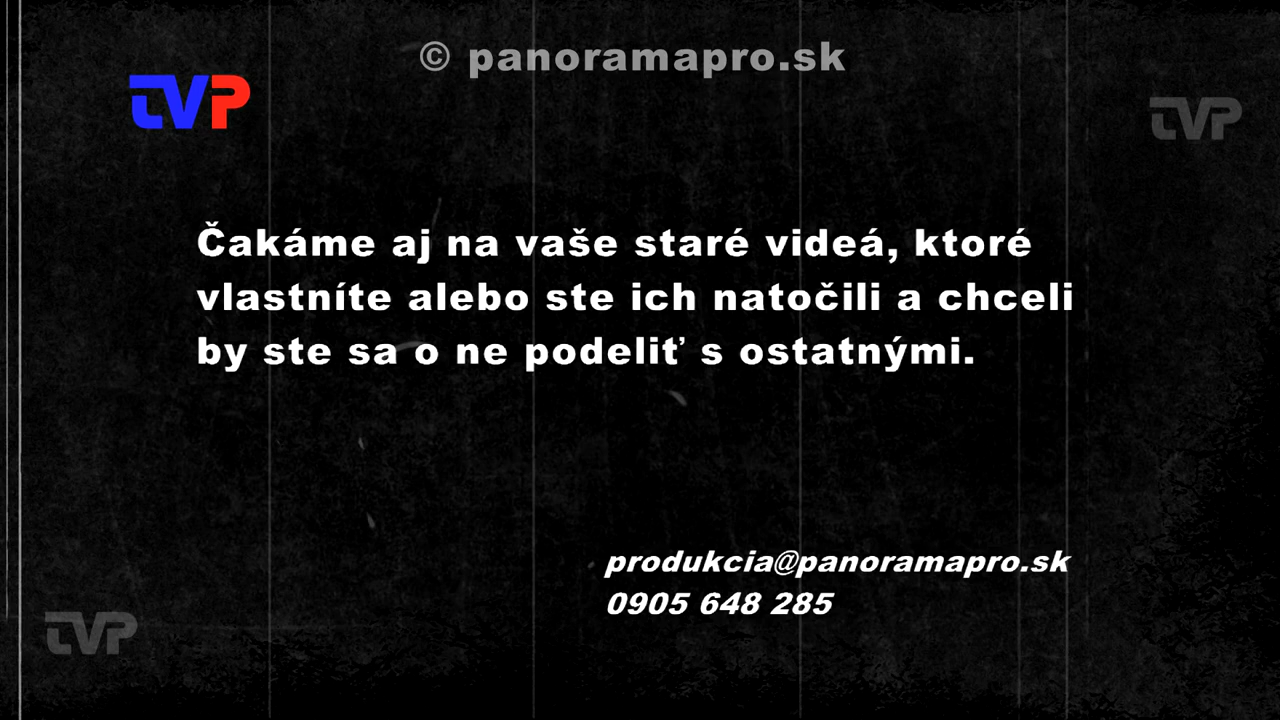 © panoramapro.sk
TVP
TVP
Čakáme aj na vaše staré videá, ktoré
vlastníte alebo ste ich natočili a chceli
by ste sa o ne podeliť s ostatnými.
produkcia@panoramapro.sk
0905 648 285
TVP